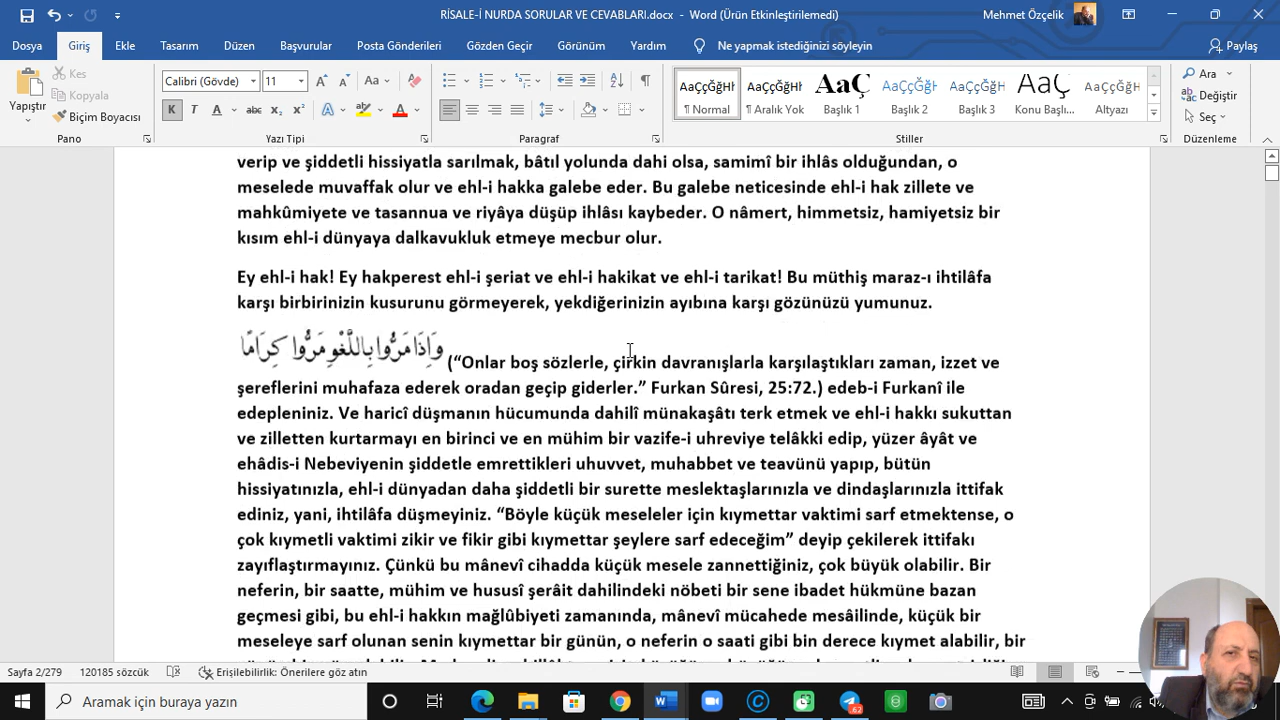 RİSALE-İ NURDA SORULAR VE CEVABLARI.docx - Word (Ürün Etkinleştirilemedi)
Mehmet Özçelik
Dosya Giriş Ekle Tasarım Düzen Başvurular Posta Gönderileri Gözden Geçir Görünüm Yardım Ne yapmak istediğinizi söyleyin Paylaş
Yapıştır
Kes
Kopyala
Biçim Boyacısı
Calibri (Gövde) 11
AaÇğĞł AaÇğĞł AaÇ AaÇğĞł AaÇğĞł AaÇğ AaÇğĞł
¶ Normal ¶ Aralık Yok Başlık 1 Başlık 2 Başlık 3 Konu Başlı... Altyazı
Ara
Değiştir
Seç
Pano Yazı Tipi Paragraf Stiller Düzenleme
verip ve şiddetli hissiyatla sarılmak, bâtıl yolunda dahi olsa, samimî bir ihlâs olduğundan, o
meselede muvaffak olur ve ehl-i hakka galebe eder. Bu galebe neticesinde ehl-i hak zillete ve
mahkûmiyete ve tasannua ve riyâya düşüp ihlâsı kaybeder. O nâmert, himmetsiz, hamiyetsiz bir
kısım ehl-i dünyaya dalkavukluk etmeye mecbur olur.
Ey ehl-i hak! Ey hakperest ehl-i şeriat ve ehl-i hakikat ve ehl-i tarikat! Bu müthiş maraz-ı ihtilâfa
karşı birbirinizin kusurunu görmeyerek, yekdiğerinizin ayıbına karşı gözünüzü yumunuz.
وَاِذَا مَرُّوا بِاللَّغْوِ مَرُّوا كِرَامًا (“Onlar boş sözlerle, çirkin davranışlarla karşılaştıkları zaman, izzet ve
şereflerini muhafaza ederek oradan geçip giderler.” Furkan Sûresi, 25:72.) edeb-i Furkanî ile
edepleniniz. Ve haricî düşmanın hücumunda dahilî münakaşâtı terk etmek ve ehl-i hakkı sukuttan
ve zilletten kurtarmayı en birinci ve en mühim bir vazife-i uhreviye telâkki edip, yüzer âyât ve
ehâdis-i Nebeviyenin şiddetle emrettikleri uhuvvet, muhabbet ve teavünü yapıp, bütün
hissiyatınızla, ehl-i dünyadan daha şiddetli bir surette meslektaşlarınızla ve dindaşlarınızla ittifak
ediniz, yani, ihtilâfa düşmeyiniz. “Böyle küçük meseleler için kıymettar vaktimi sarf etmektense, o
çok kıymetli vaktimi zikir ve fikir gibi kıymettar şeylere sarf edeceğim” deyip çekilerek ittifakı
zayıflaştırmayınız. Çünkü bu mânevî cihadda küçük mesele zannettiğiniz, çok büyük olabilir. Bir
neferin, bir saatte, mühim ve hususî şerâit dahilindeki nöbeti bir sene ibadet hükmüne bazan
geçmesi gibi, bu ehl-i hakkın mağlûbiyeti zamanında, mânevî mücahede mesâilinde, küçük bir
meseleye sarf olunan senin kıymettar bir günün, o neferin o saati gibi bin derece kıymet alabilir, bir
Sayfa 2/279 120185 sözcük Erişilebilirlik: Önerilere göz atın
Aramak için buraya yazın
62